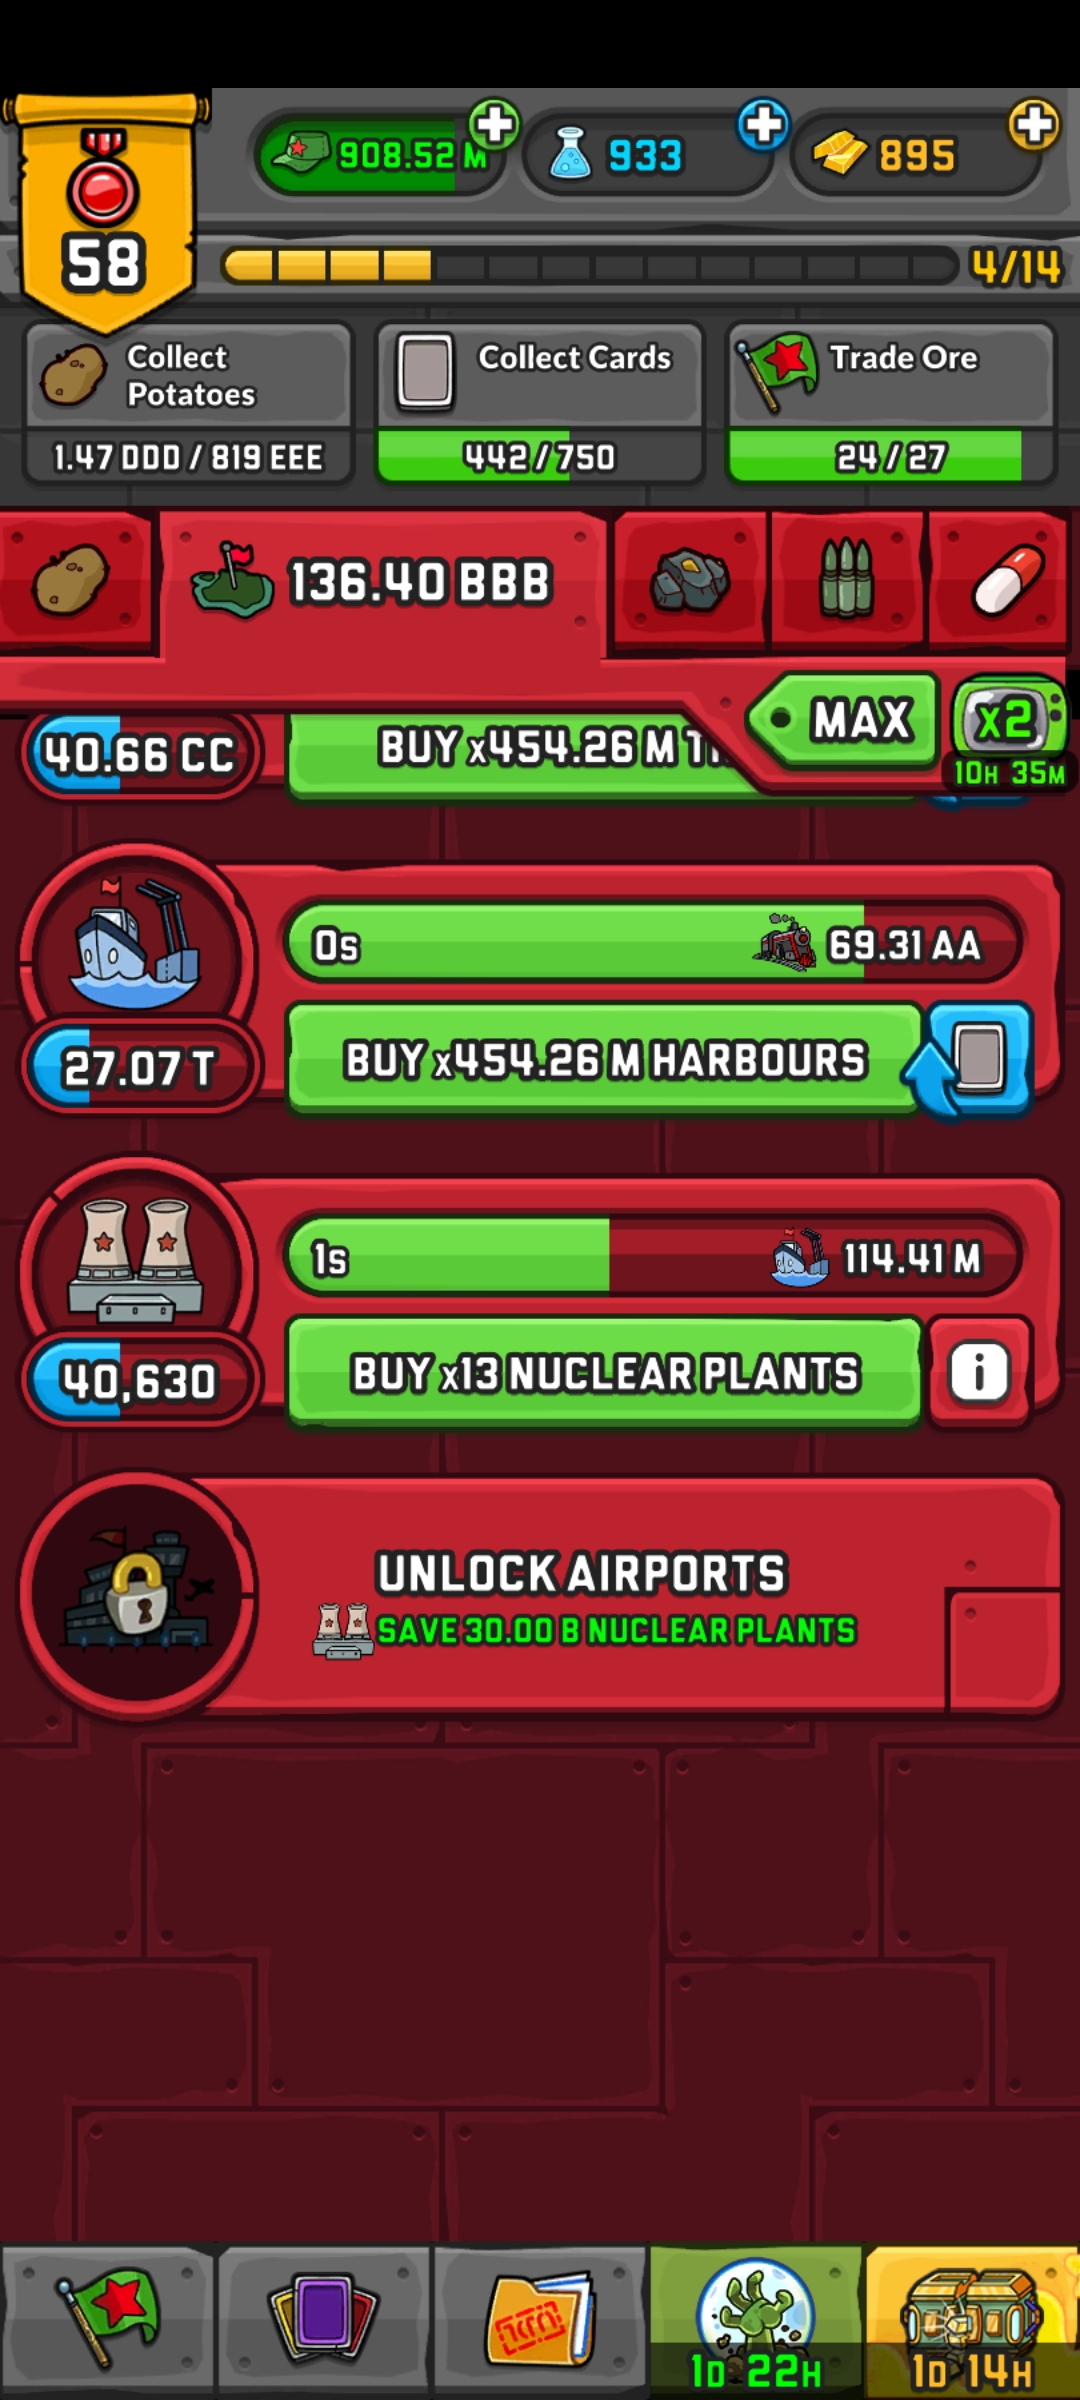 908.52 M
933
895
58
4/14
Collect
Potatoes
Collect Cards
Trade Ore
1.47 DDD / 819 EEE
442/750
24/27
136.40 BBB
MAX
x2
10H 35M
40.66 CC
BUY x454.26 M
0s
69.31 AA
27.07 T
BUY x454.26 M HARBOURS
1s
114.41 M
40,630
BUY x13 NUCLEAR PLANTS
i
UNLOCK AIRPORTS
SAVE 30.00 B NUCLEAR PLANTS
1D 22H
1D 14H